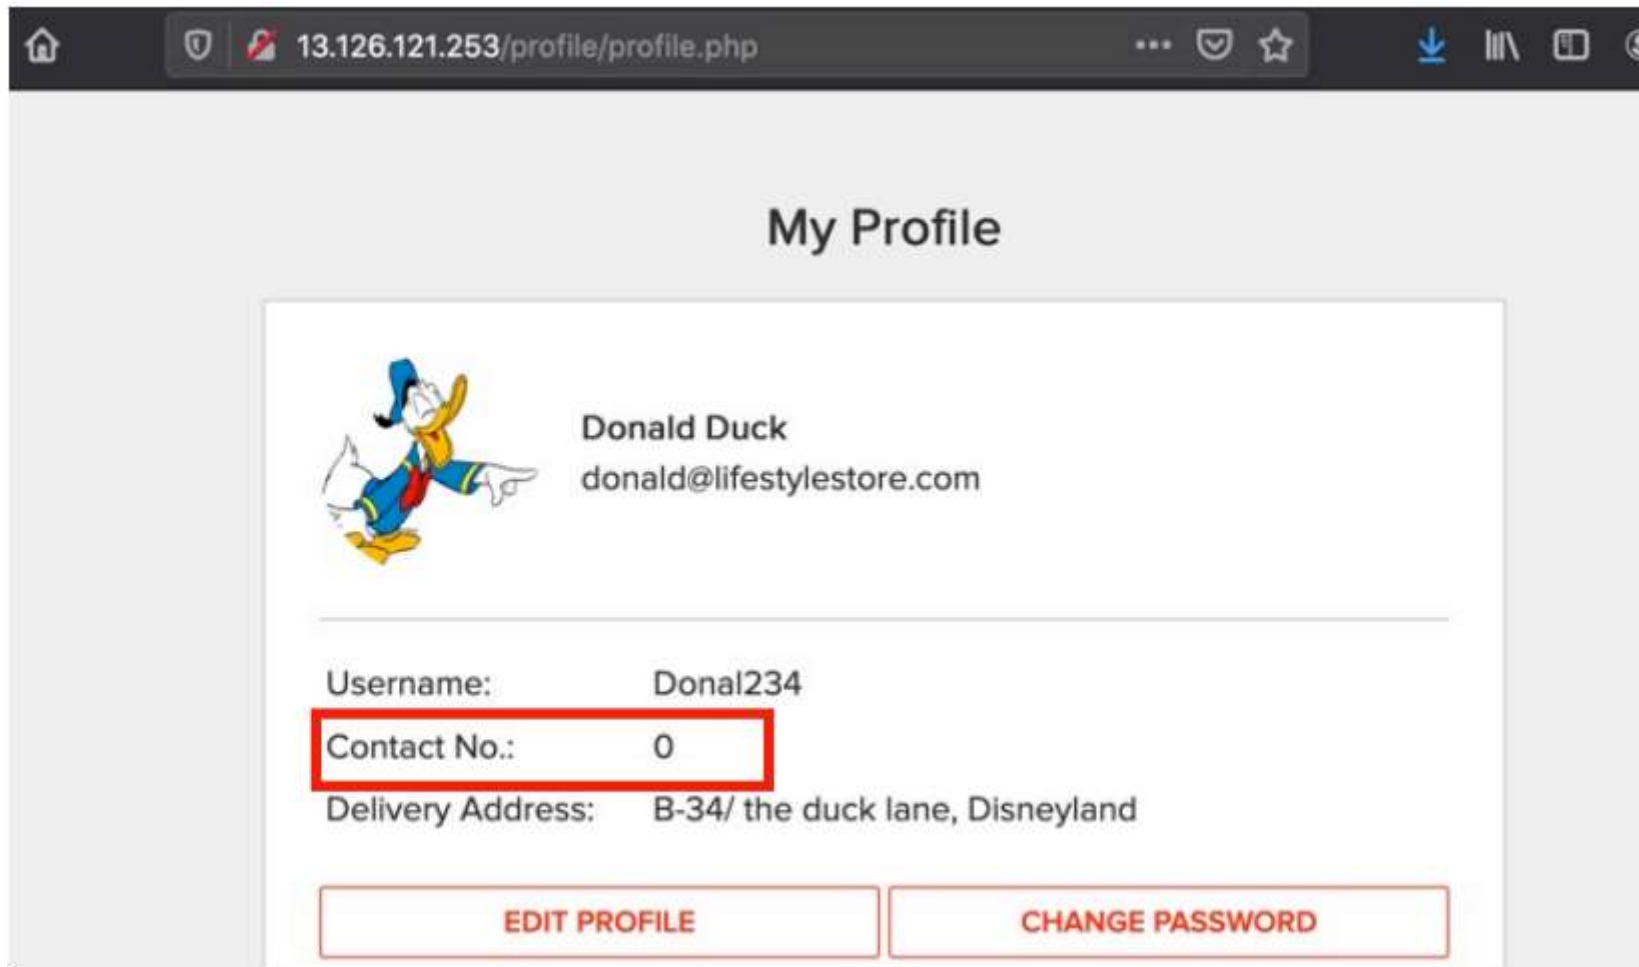 13.126.121.253/profile/profile.php
My Profile
Donald Duck
donald@lifestylestore.com
Username: Donal234
Contact No.: 0
Delivery Address: B-34/ the duck lane, Disneyland
EDIT PROFILE CHANGE PASSWORD